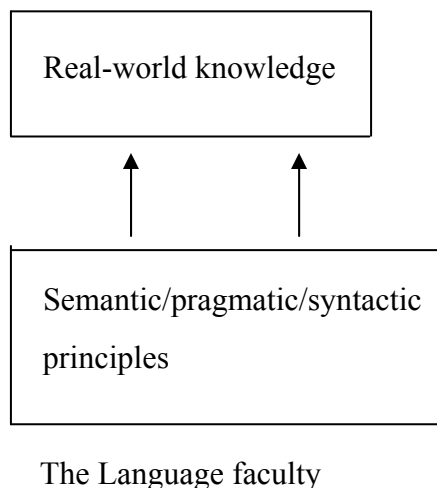 Real-world knowledge
Semantic/pragmatic/syntactic
principles
The Language faculty